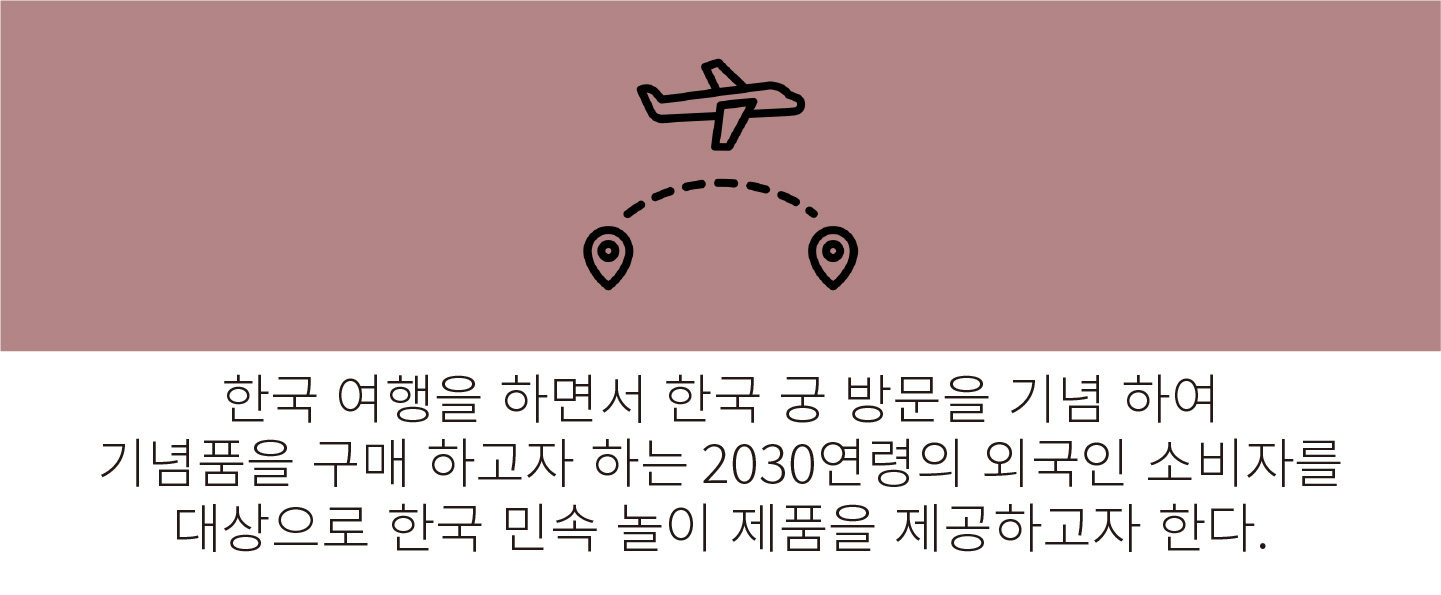 한국 여행을 하면서 한국 궁 방문을 기념 하여
기념품을 구매 하고자 하는 2030연령의 외국인 소비자를
대상으로 한국 민속 놀이 제품을 제공하고자 한다.